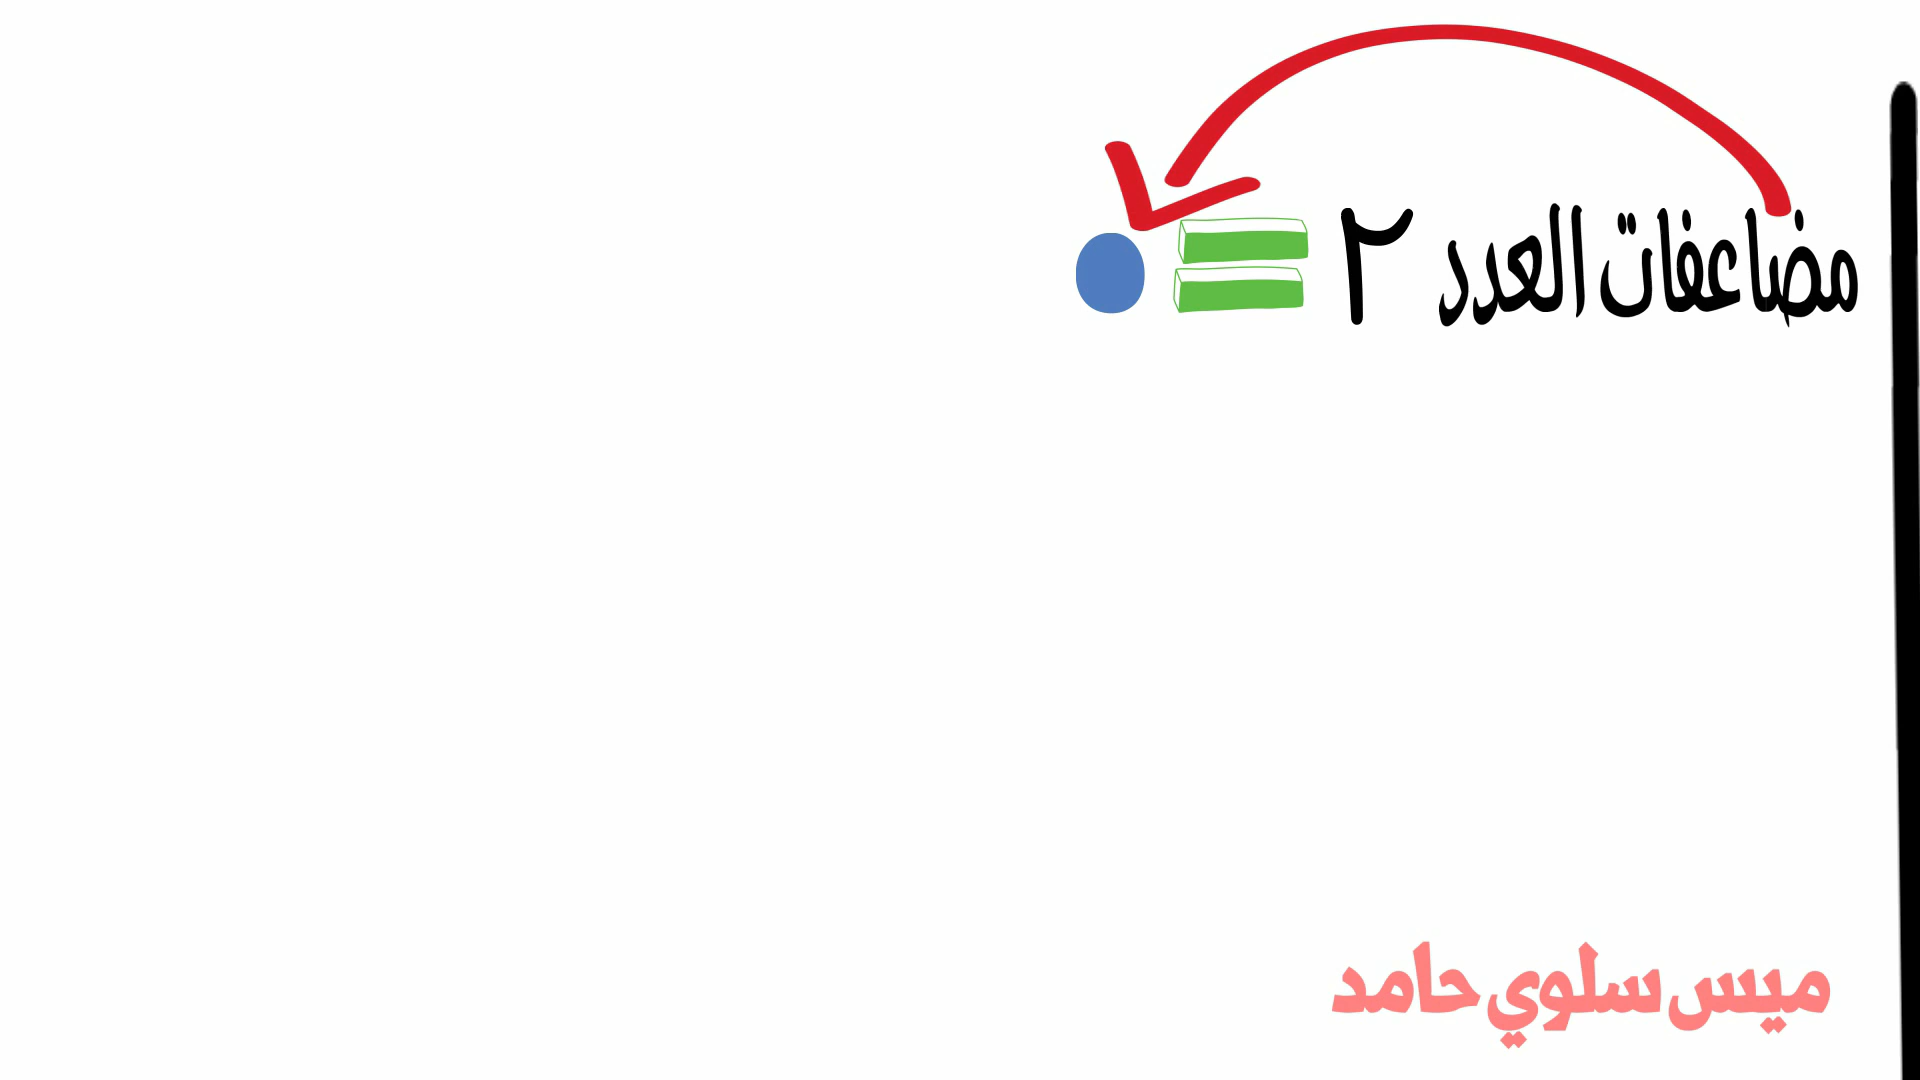 مضاعفات العدد ٢ =
ميس سلوي حامد